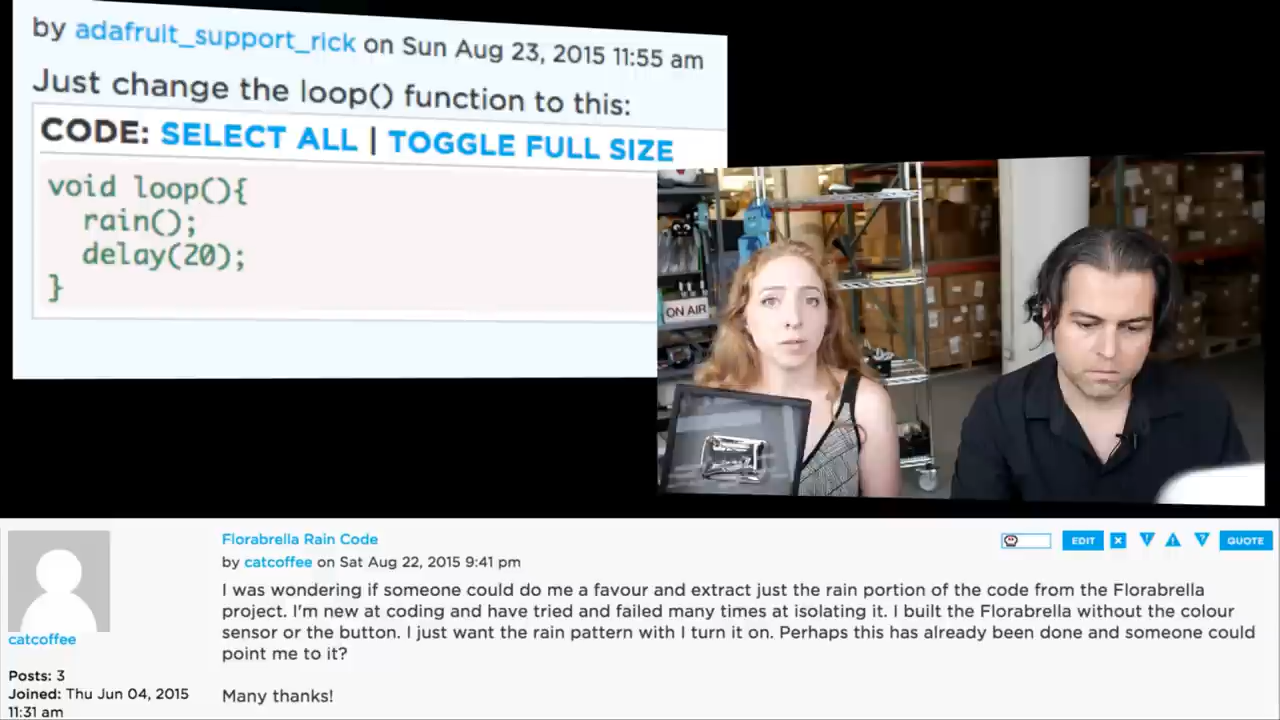 by adafruit_support_rick on Sun Aug 23, 2015 11:55 am
Just change the loop() function to this:
CODE: SELECT ALL | TOGGLE FULL SIZE
void loop(){
rain();
delay(20);
}
ON AIR
Florabrella Rain Code
EDIT
QUOTE
by catcoffee on Sat Aug 22, 2015 9:41 pm
I was wondering if someone could do me a favour and extract just the rain portion of the code from the Florabrella
project. I'm new at coding and have tried and failed many times at isolating it. I built the Florabrella without the colour
sensor or the button. I just want the rain pattern with I turn it on. Perhaps this has already been done and someone could
point me to it?
Many thanks!
catcoffee
Posts: 3
Joined: Thu Jun 04, 2015
11:31 am